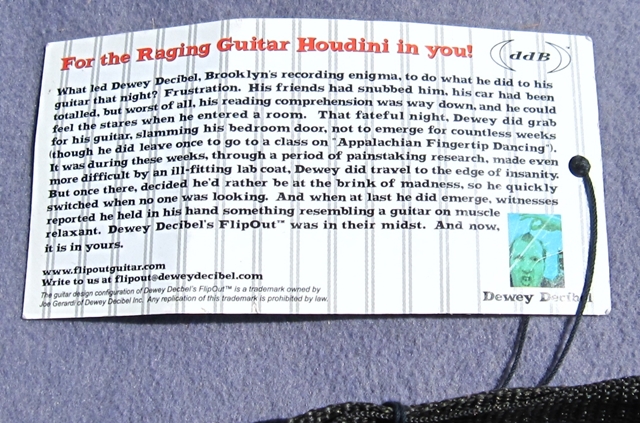 For the Raging Guitar Houdini in you!
ddB
What led Dewey Decibel, Brooklyn's recording enigma, to do what he did to his
guitar that night? Frustration. His friends had snubbed him, his car had been
totalled, but worst of all, his reading comprehension was way down, and he could
feel the stares when he entered a room. That fateful night, Dewey did grab
for his guitar, slamming his bedroom door, not to emerge for countless weeks
(though he did leave once to go to a class on "Appalachian Fingertip Dancing").
It was during these weeks, through a period of painstaking research, made even
more difficult by an ill-fitting lab coat, Dewey did travel to the edge of insanity.
But once there, decided he'd rather be at the brink of madness, so he quickly
switched when no one was looking. And when at last he did emerge, witnesses
reported he held in his hand something resembling a guitar on muscle
relaxant. Dewey Decibel's FlipOut™ was in their midst. And now,
it is in yours.
www.flipoutguitar.com
Write to us at flipout@deweydecibel.com
The guitar design configuration of Dewey Decibel's FlipOut™ is a trademark owned by
Joe Gerardi of Dewey Decibel Inc. Any replication of this trademark is prohibited by law.
Dewey Decibel